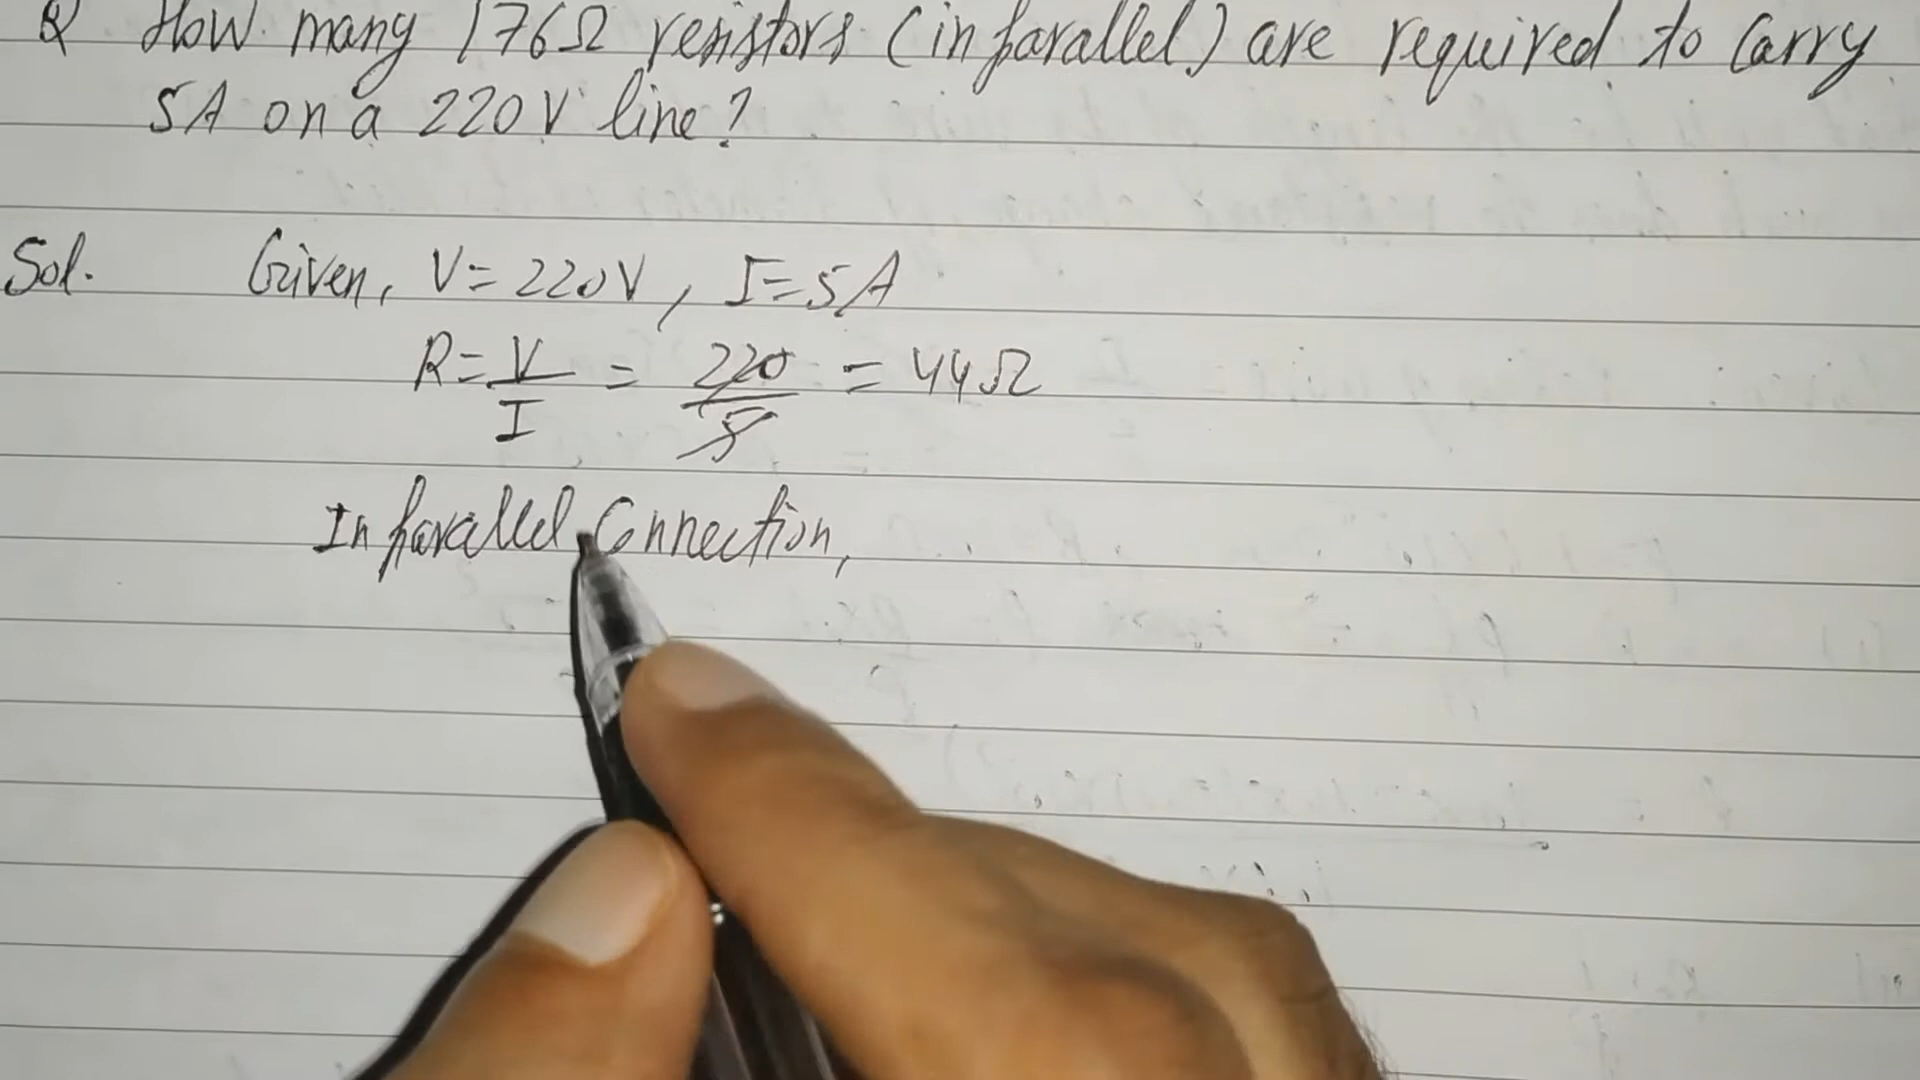 Q How many 176Ω resistors (in parallel) are required to carry
5A on a 220V line?
Sol. Given, V=220V, I=5A
R=V/I = 220/5 = 44Ω
In parallel Connection,